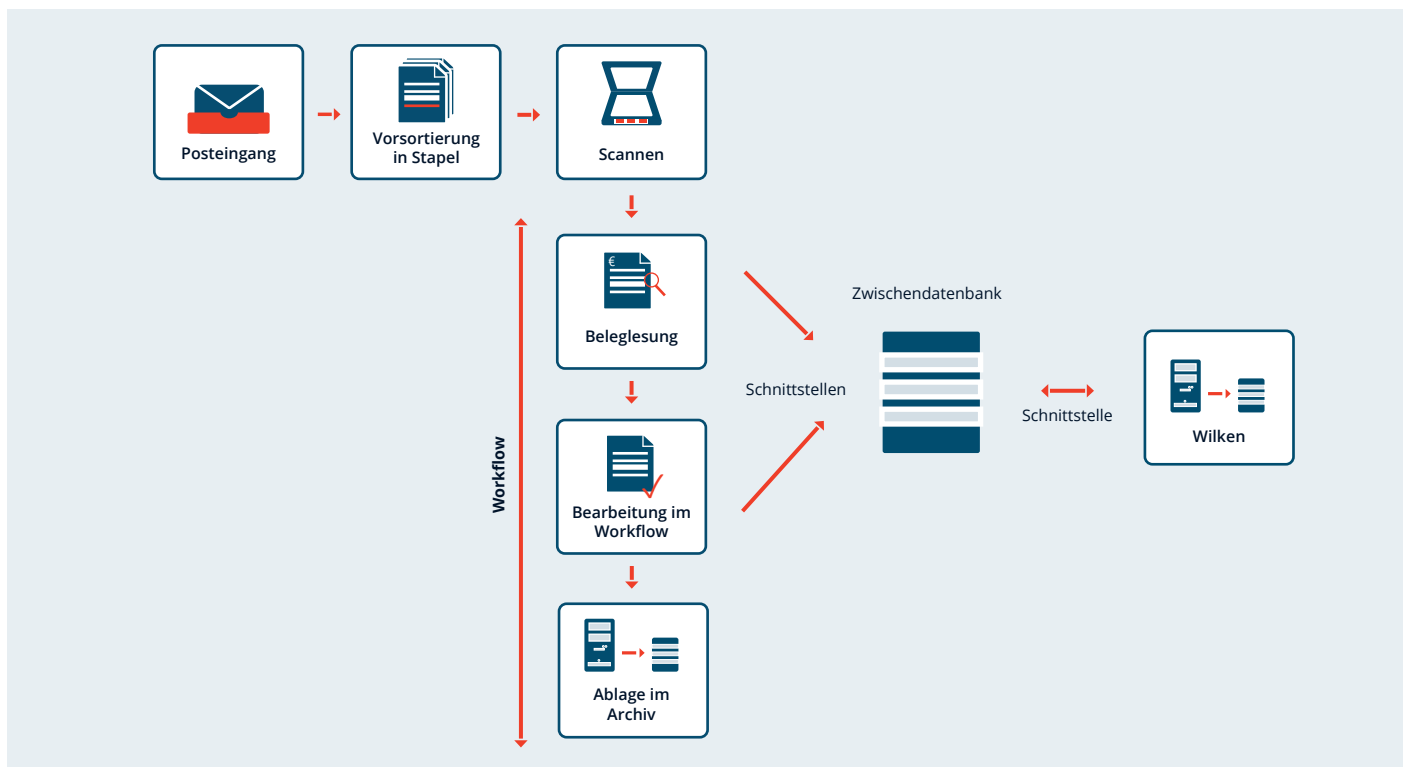 Posteingang
Vorsortierung
in Stapel
Scannen
€
Beleglesung
Zwischendatenbank
Schnittstellen
Schnittstelle
Wilken
Workflow
Bearbeitung im
Workflow
Ablage im
Archiv